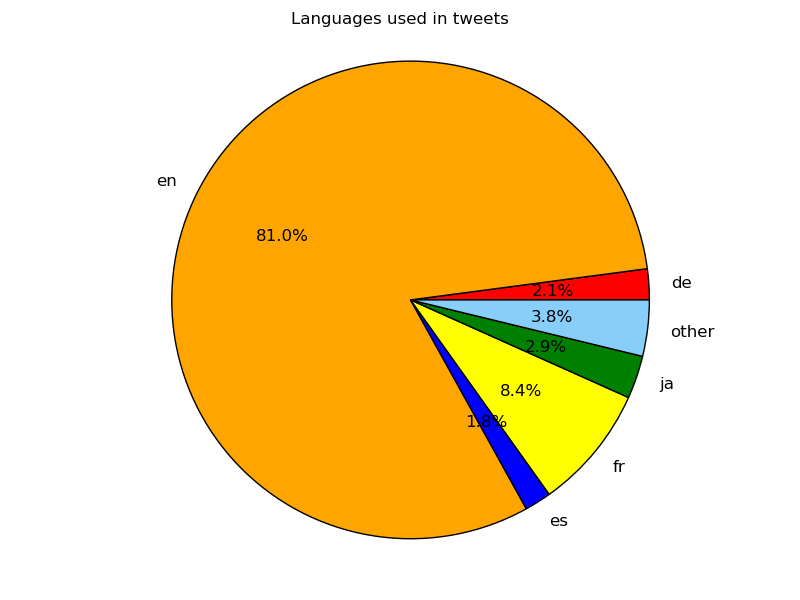 Languages used in tweets
en
81.0%
de
2.1%
other
3.8%
ja
2.9%
fr
8.4%
es
1.8%